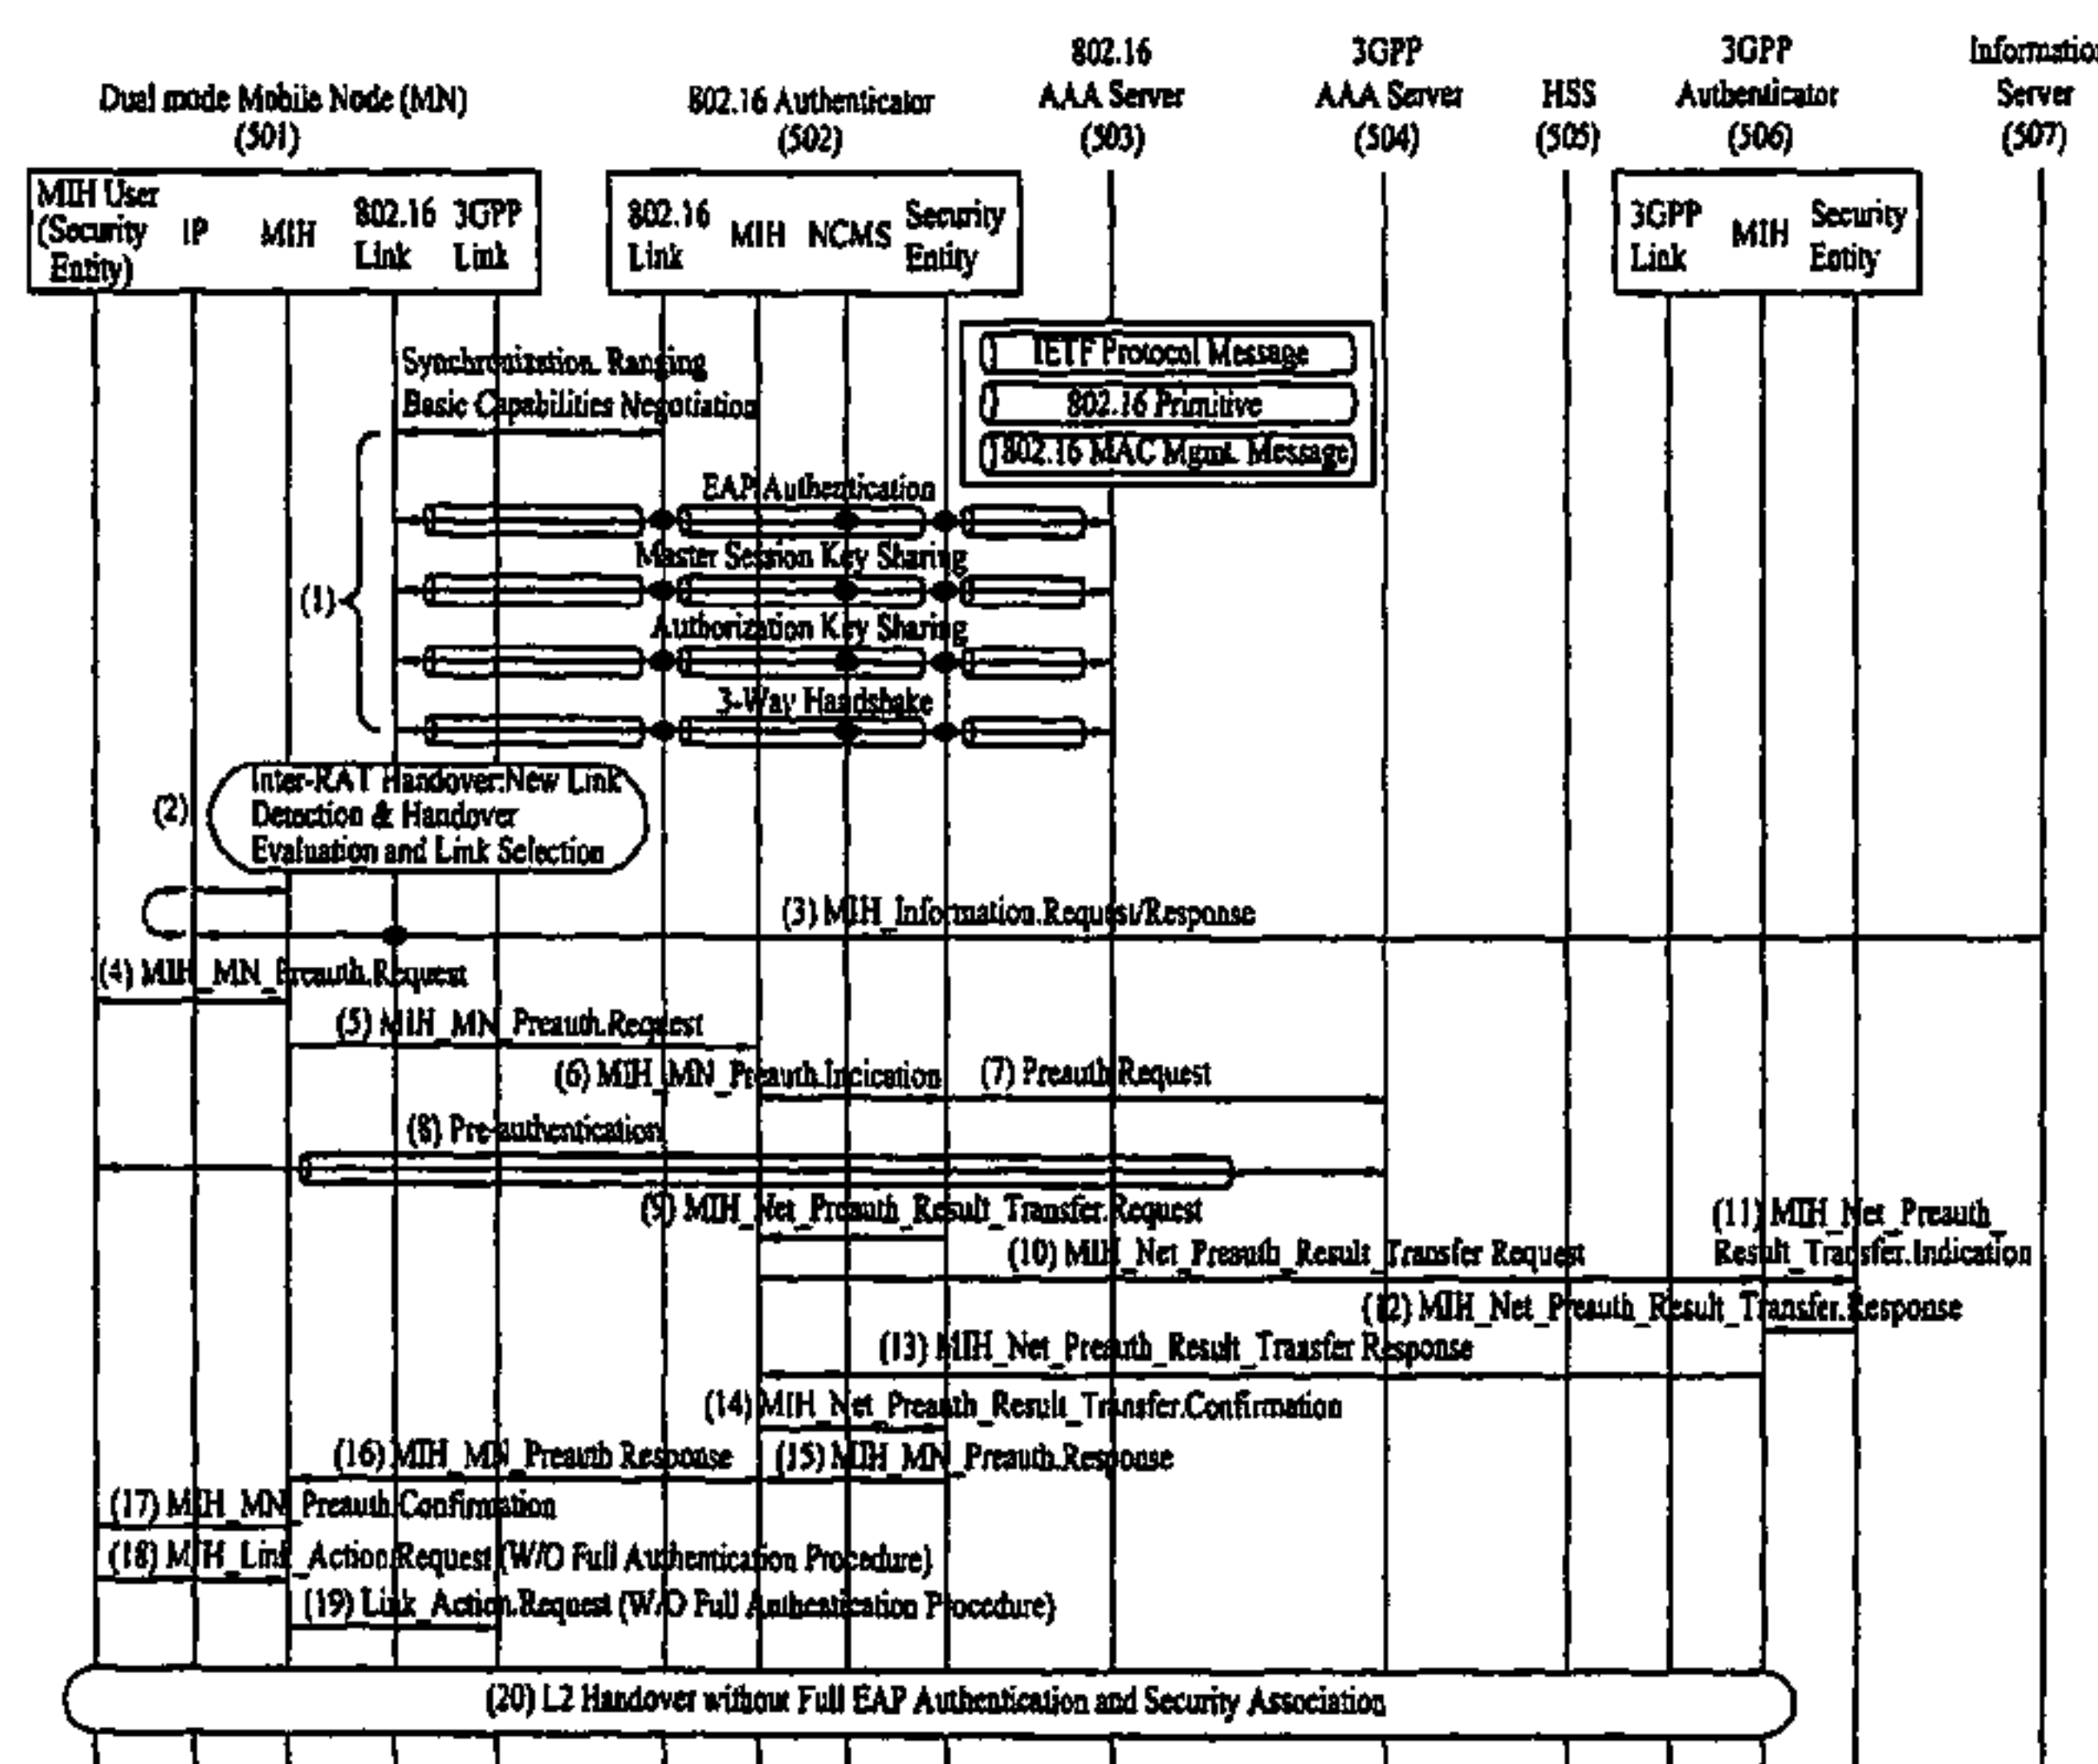 802.16
AAA Server
(503)
3GPP
AAA Server
(504)
3GPP
Authenticator
(506)
Information
Server
(507)
Dual mode Mobile Node (MN)
(501)
802.16 Authenticator
(502)
HSS
(505)
MIH User
(Security
Entity)
IP
MIH
802.16
Link
3GPP
Link
802.16
Link
MIH
NCMS
Security
Entity
3GPP
Link
MIH
Security
Entity
Synchronization. Ranging
Basic Capabilities Negotiation
IETF Protocol Message
802.16 Primitive
802.16 MAC Mgmt. Message
(1)
EAP Authentication
Master Session Key Sharing
Authorization Key Sharing
3-Way Handshake
(2)
Inter-RAT Handover:New Link
Detection & Handover
Evaluation and Link Selection
(3) MIH_Information.Request/Response
(4) MIH_MN_Preauth.Request
(5) MIH_MN_Preauth.Request
(6) MIH_MN_Preauth.Incication
(7) Preauth Request
(8) Pre-authentication
(9) MIH_Net_Preauth_Result_Transfer.Request
(10) MIH_Net_Preauth_Result_Transfer Request
(11) MIH_Net_Preauth_
Result_Transfer.Indication
(12) MIH_Net_Preauth_Result_Transfer.Response
(13) MIH_Net_Preauth_Result_Transfer Response
(14) MIH_Net_Preauth_Result_Transfer.Confirmation
(16) MIH_MN_Preauth Response
(15) MIH_MN_Preauth.Response
(17) MIH_MN_Preauth.Confirmation
(18) MIH_Link_Action.Request (W/O Full Authentication Procedure)
(19) Link_Action.Request (W/O Full Authentication Procedure)
(20) L2 Handover without Full EAP Authentication and Security Association